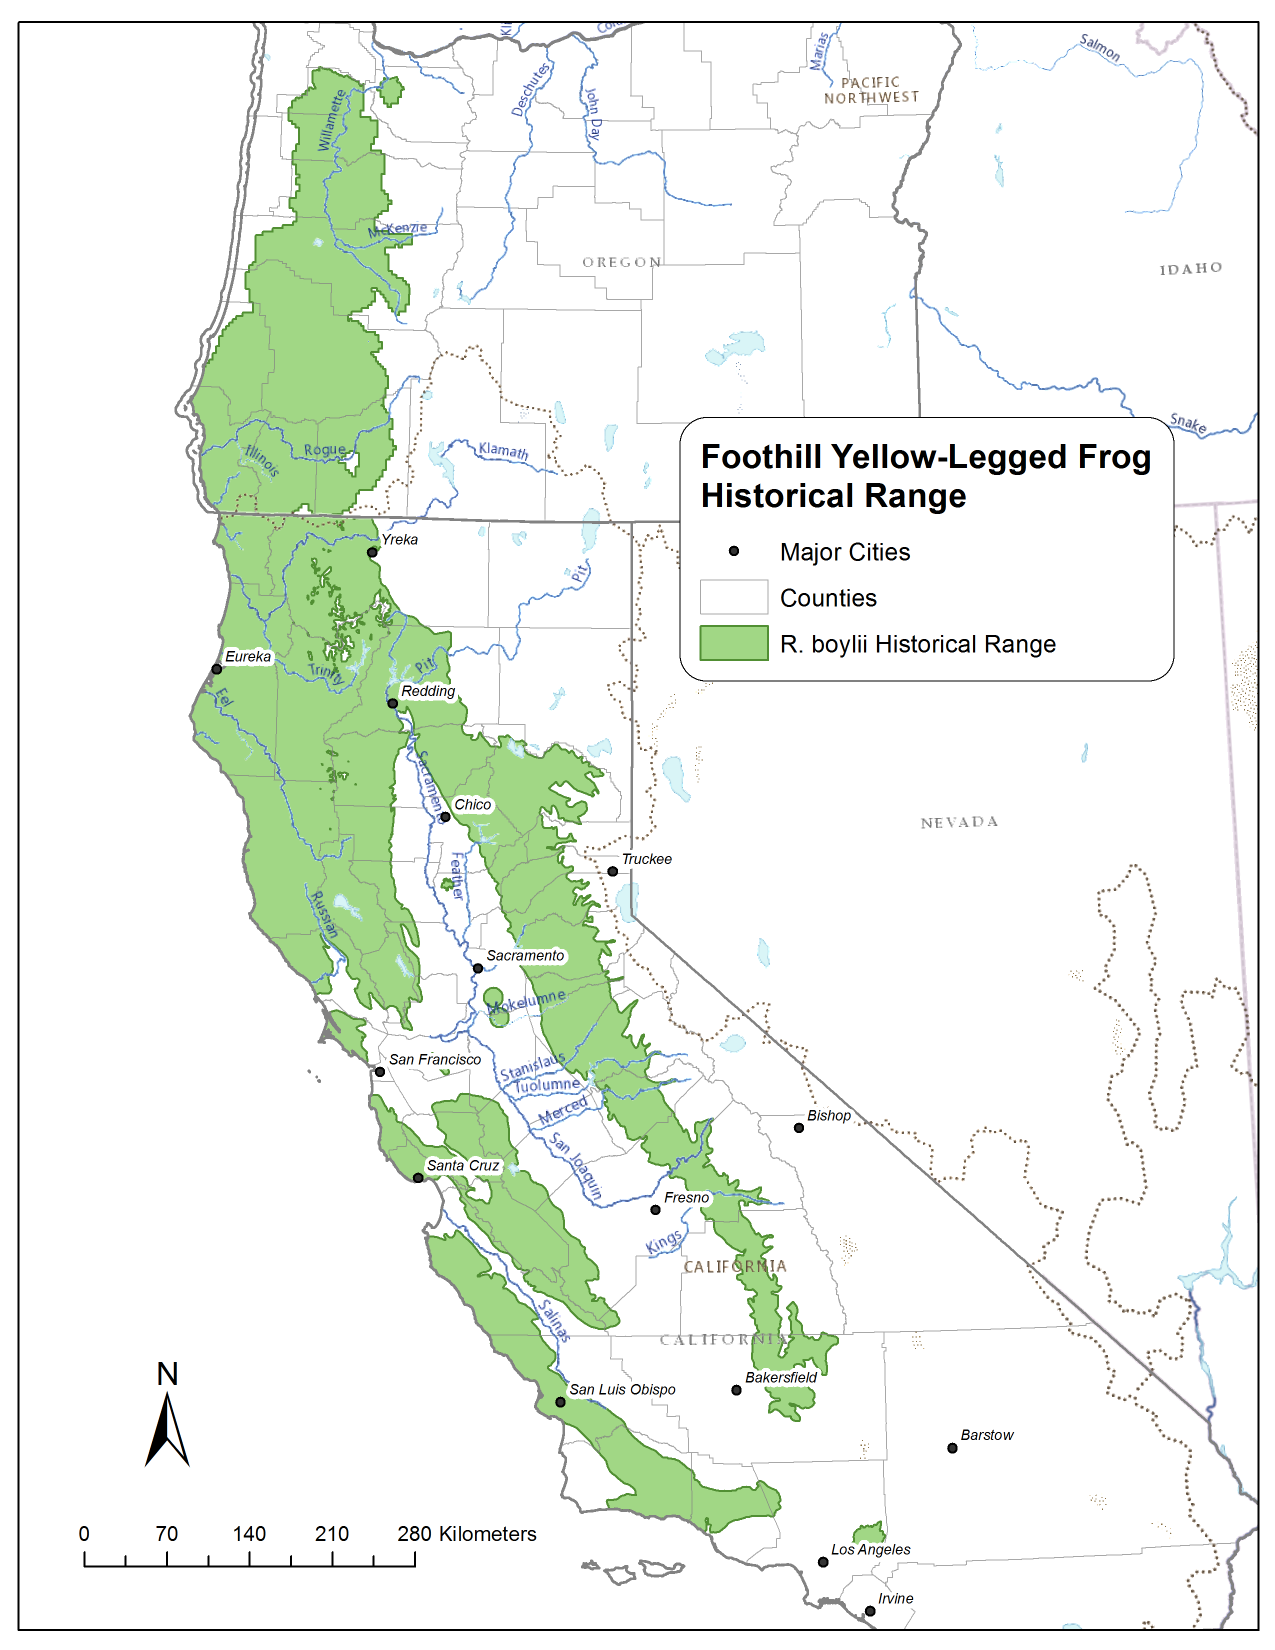 Salmon
Marias
PACIFIC
NORTHWEST
Deschutes
John Day
Willamette
McKenzie
OREGON
IDAHO
Snake
Rogue
Illinois
Klamath
Foothill Yellow-Legged Frog
Historical Range
Major Cities
Counties
R. boylii Historical Range
Yreka
Pit
Eureka
Trinity
Pit
Redding
Eel
Sacramento
Chico
NEVADA
Truckee
Feather
Russian
Sacramento
Mokelumne
San Francisco
Stanislaus
Tuolumne
Merced
Bishop
San Joaquin
Santa Cruz
Fresno
Kings
CALIFORNIA
Salinas
CALIFORNIA
N
Bakersfield
San Luis Obispo
Barstow
0 70 140 210 280 Kilometers
Los Angeles
Irvine